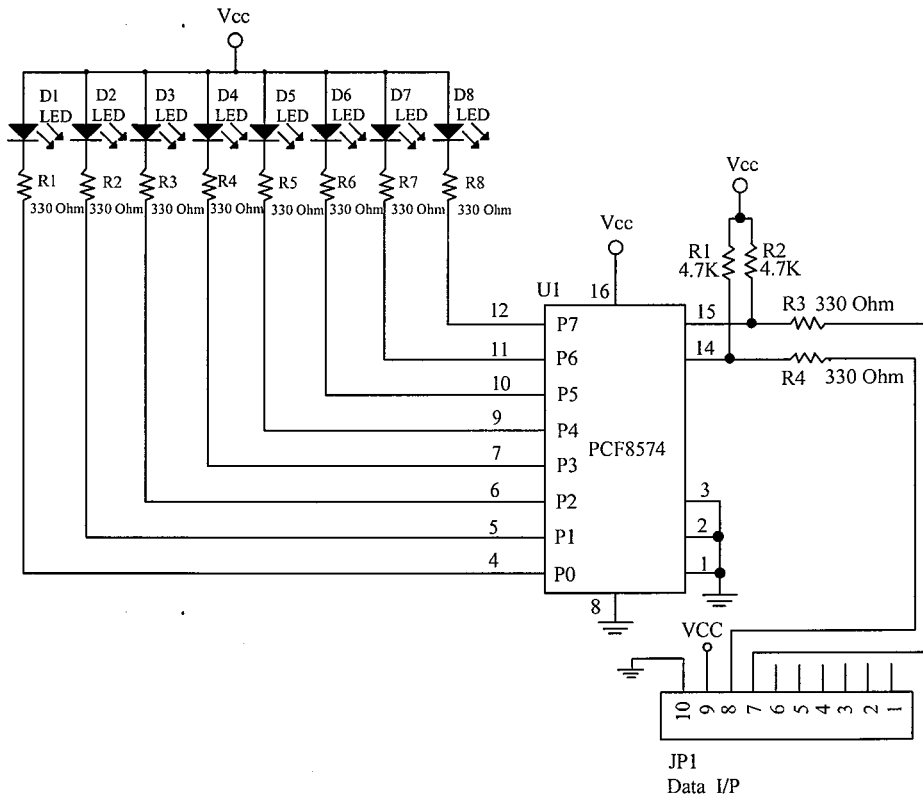 Vcc
D1 D2 D3 D4 D5 D6 D7 D8
LED LED LED LED LED LED LED LED
R1 R2 R3 R4 R5 R6 R7 R8
330 Ohm 330 Ohm 330 Ohm 330 Ohm 330 Ohm 330 Ohm 330 Ohm 330 Ohm
Vcc
Vcc
R1 R2
4.7K 4.7K
U1
16
12 P7 15 R3 330 Ohm
11 P6 14
R4 330 Ohm
10 P5
9 P4
PCF8574
7 P3
6 P2 3
5 P1 2
4 P0 1
8
VCC
10 9 8 7 6 5 4 3 2 1
JP1
Data I/P